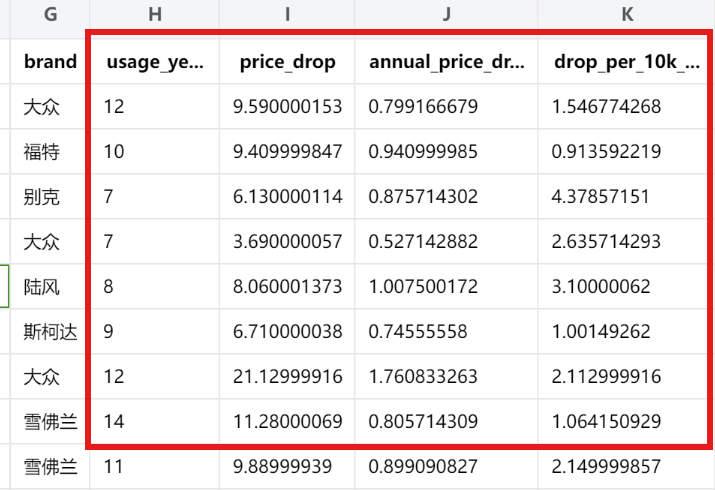 G H I J K
brand usage_ye... price_drop annual_price_dr... drop_per_10k_...
大众 12 9.590000153 0.799166679 1.546774268
福特 10 9.409999847 0.940999985 0.913592219
别克 7 6.130000114 0.875714302 4.37857151
大众 7 3.690000057 0.527142882 2.635714293
陆风 8 8.060001373 1.007500172 3.10000062
斯柯达 9 6.710000038 0.74555558 1.00149262
大众 12 21.12999916 1.760833263 2.112999916
雪佛兰 14 11.28000069 0.805714309 1.064150929
雪佛兰 11 9.88999939 0.899090827 2.149999857